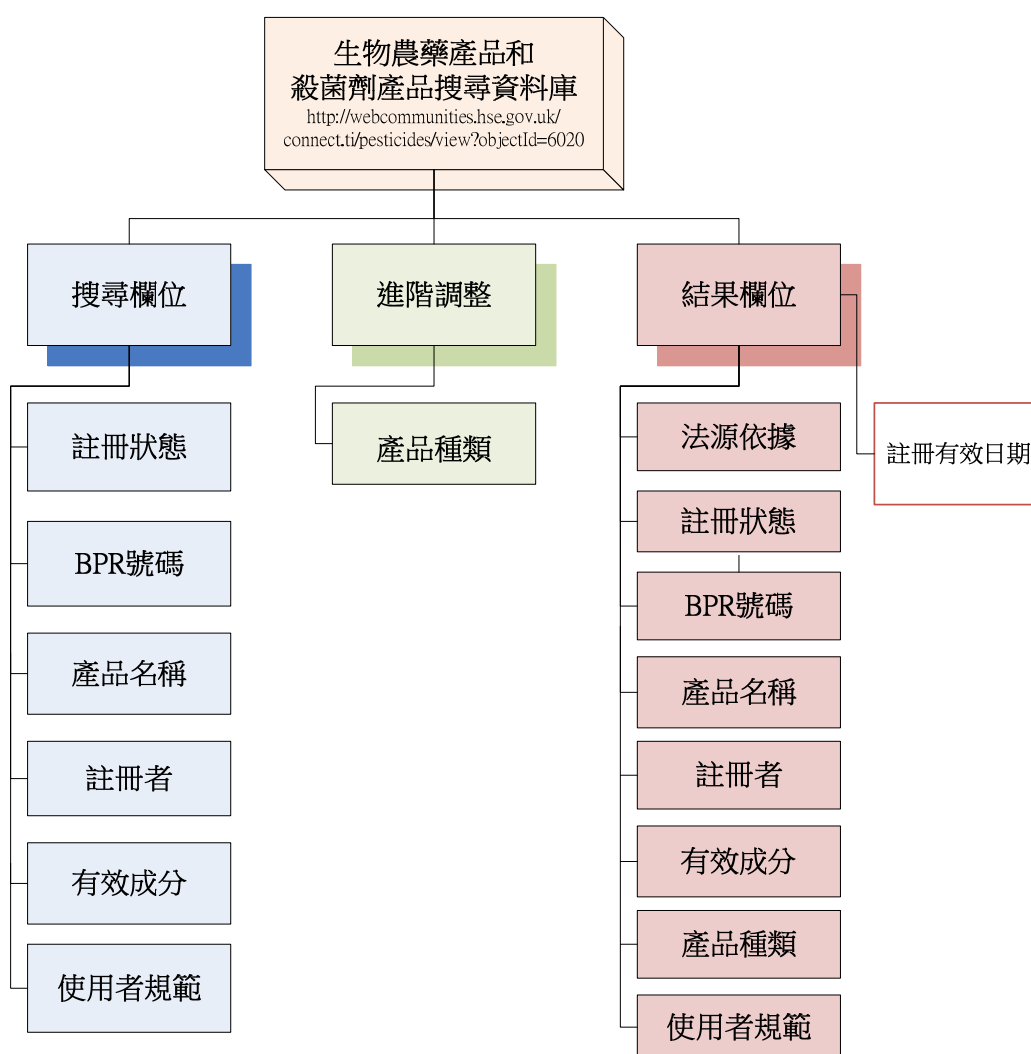 生物農藥產品和
殺菌劑產品搜尋資料庫
http://webcommunities.hse.gov.uk/
connect.ti/pesticides/view?objectId=6020
搜尋欄位
註冊狀態
BPR號碼
產品名稱
註冊者
有效成分
使用者規範
進階調整
產品種類
結果欄位
法源依據
註冊狀態
BPR號碼
產品名稱
註冊者
有效成分
產品種類
使用者規範
註冊有效日期